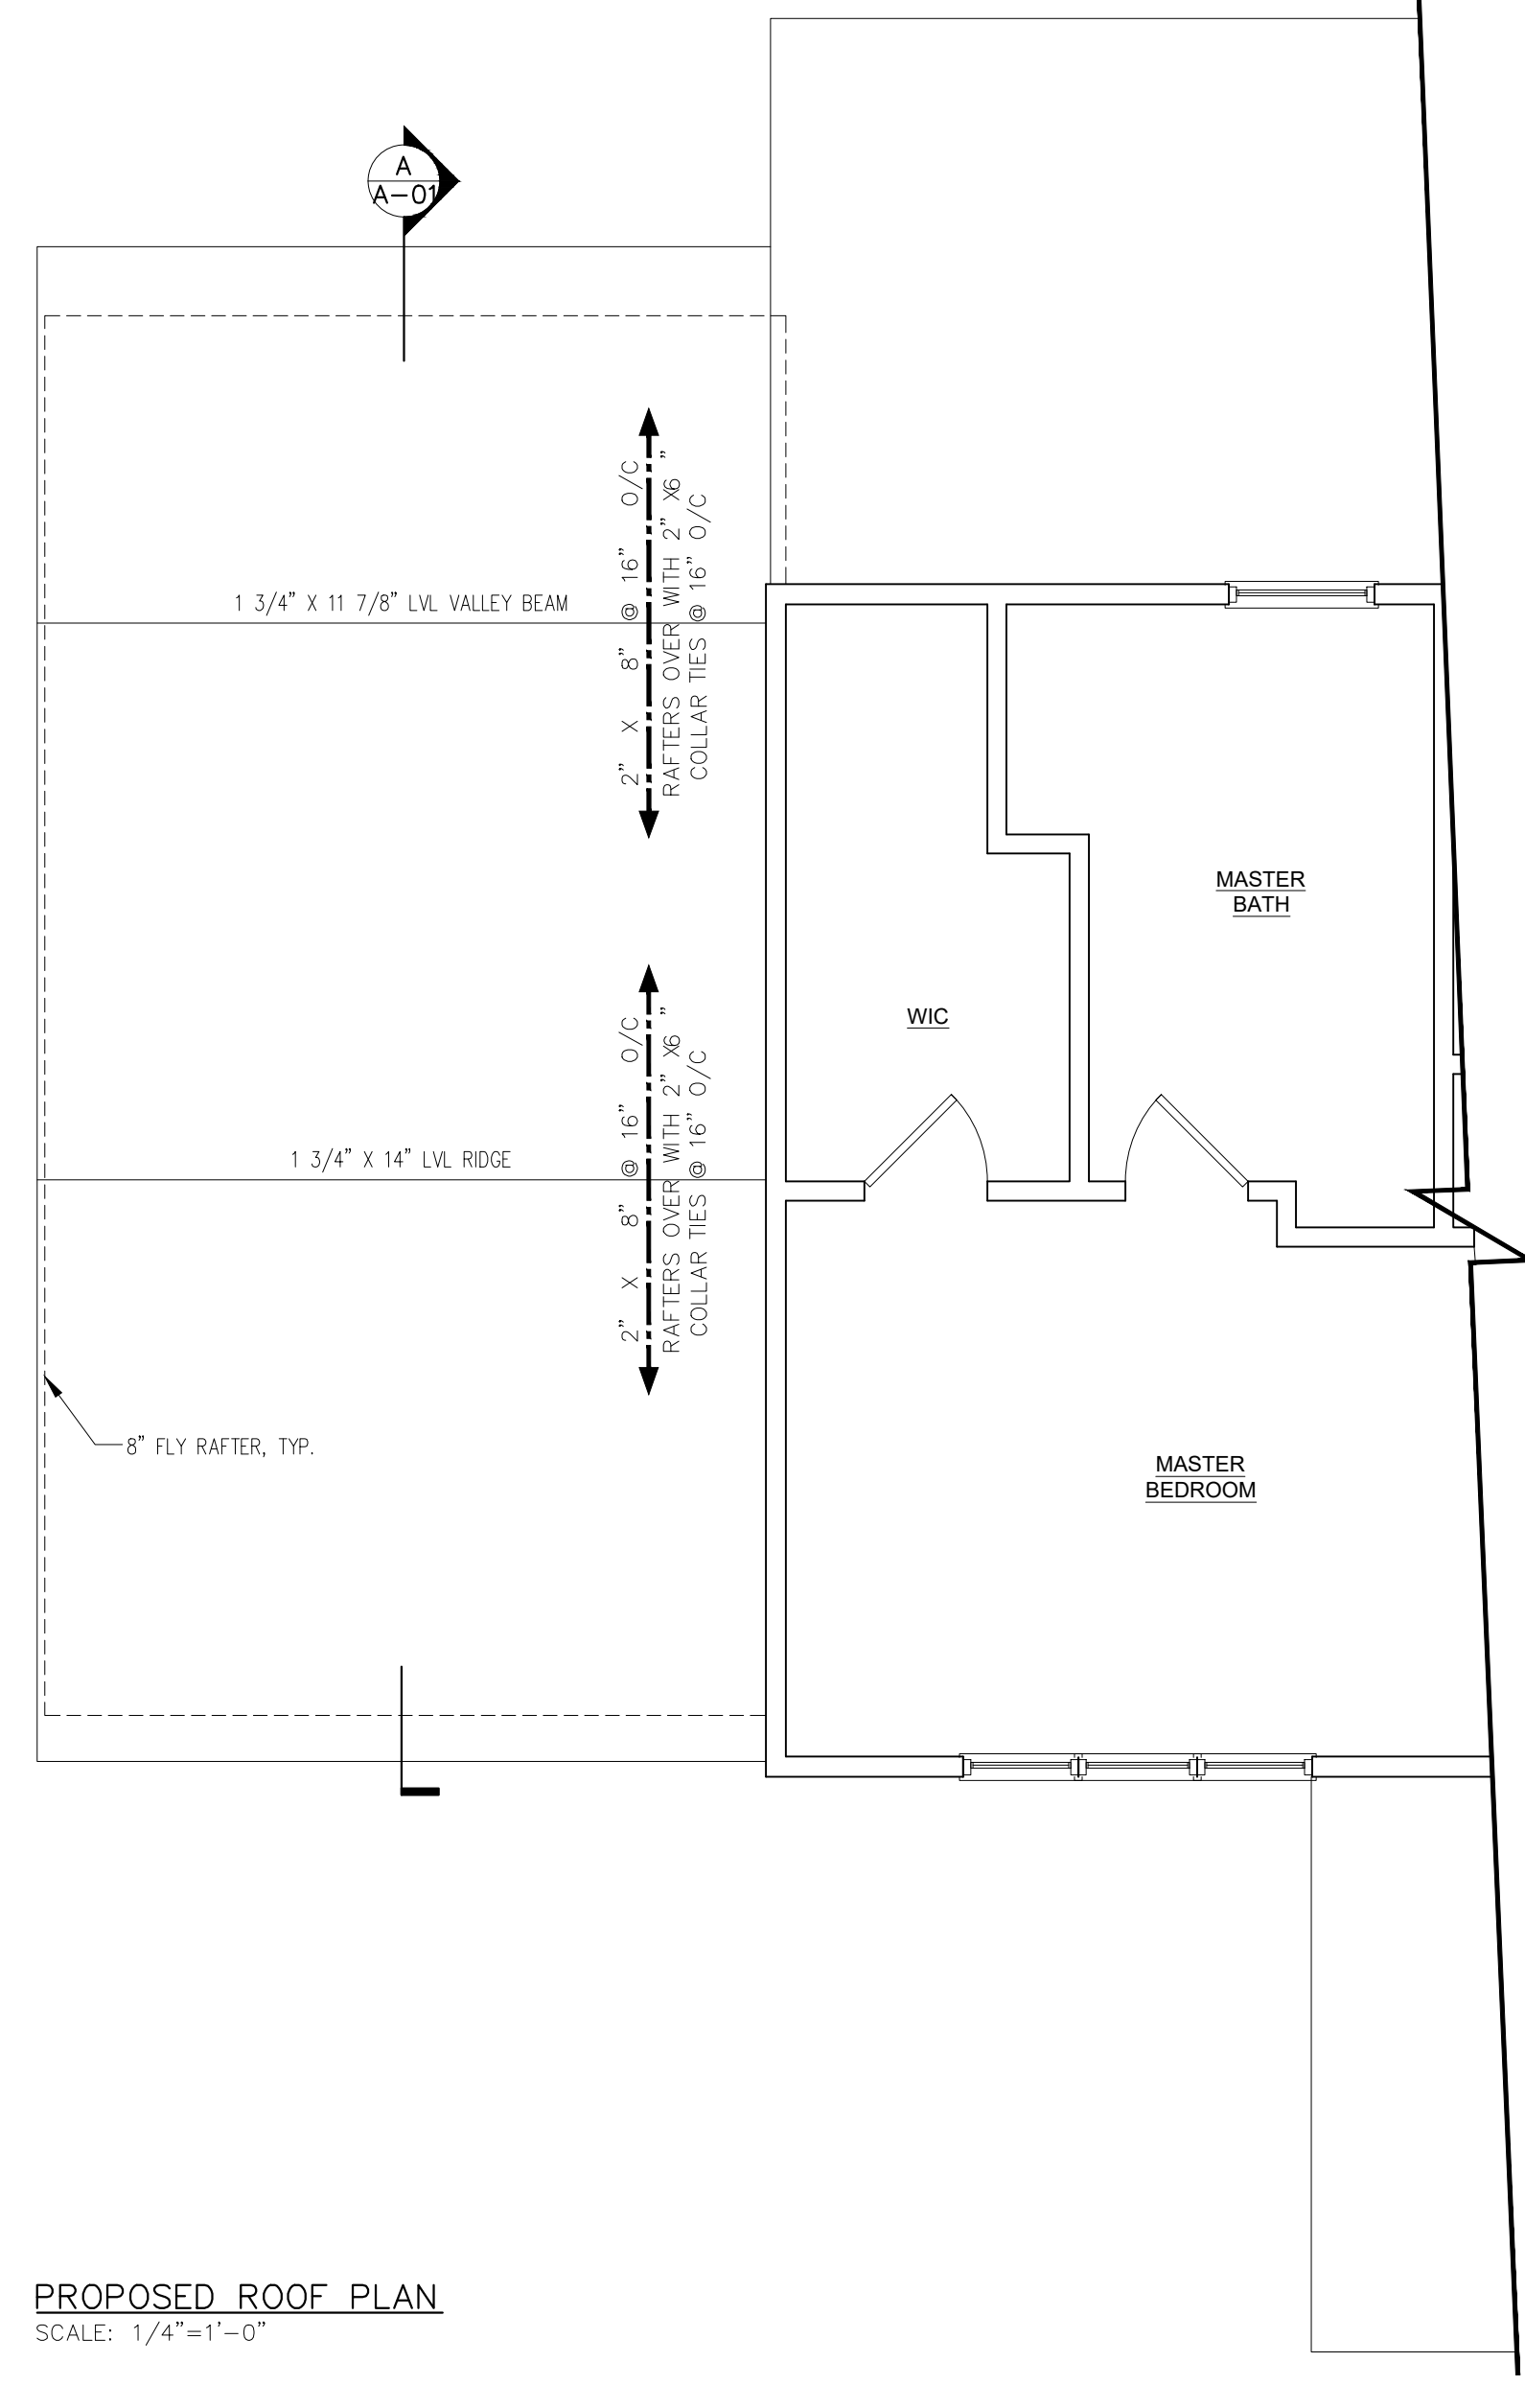 A
A-01
1 3/4" X 11 7/8" LVL VALLEY BEAM
2" X 8" @ 16" O/C
RAFTERS OVER WITH 2" X6 "
COLLAR TIES @ 16" O/C
MASTER
BATH
WIC
1 3/4" X 14" LVL RIDGE
2" X 8" @ 16" O/C
RAFTERS OVER WITH 2" X6 "
COLLAR TIES @ 16" O/C
8" FLY RAFTER, TYP.
MASTER
BEDROOM
PROPOSED ROOF PLAN
SCALE: 1/4"=1'-0"